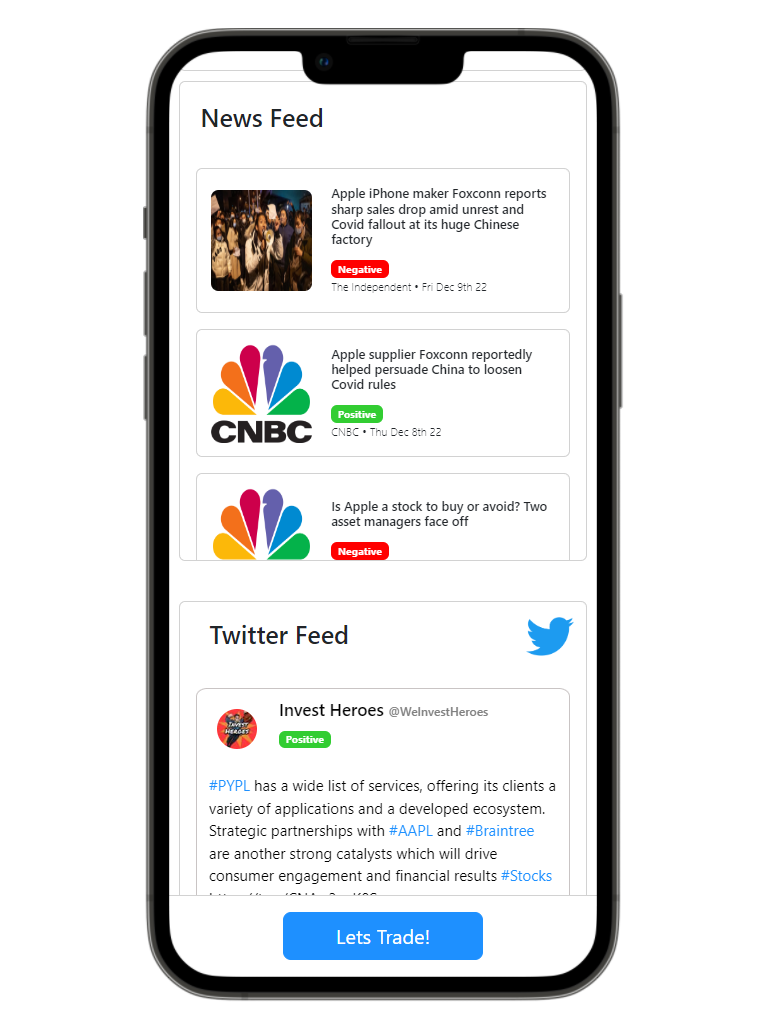 News Feed
Apple iPhone maker Foxconn reports
sharp sales drop amid unrest and
Covid fallout at its huge Chinese
factory
Negative
The Independent • Fri Dec 9th 22
CNBC
Apple supplier Foxconn reportedly
helped persuade China to loosen
Covid rules
Positive
CNBC • Thu Dec 8th 22
Is Apple a stock to buy or avoid? Two
asset managers face off
Negative
Twitter Feed
INVEST
HEROES
Invest Heroes @WeInvestHeroes
Positive
#PYPL has a wide list of services, offering its clients a
variety of applications and a developed ecosystem.
Strategic partnerships with #AAPL and #Braintree
are another strong catalysts which will drive
consumer engagement and financial results #Stocks
Lets Trade!